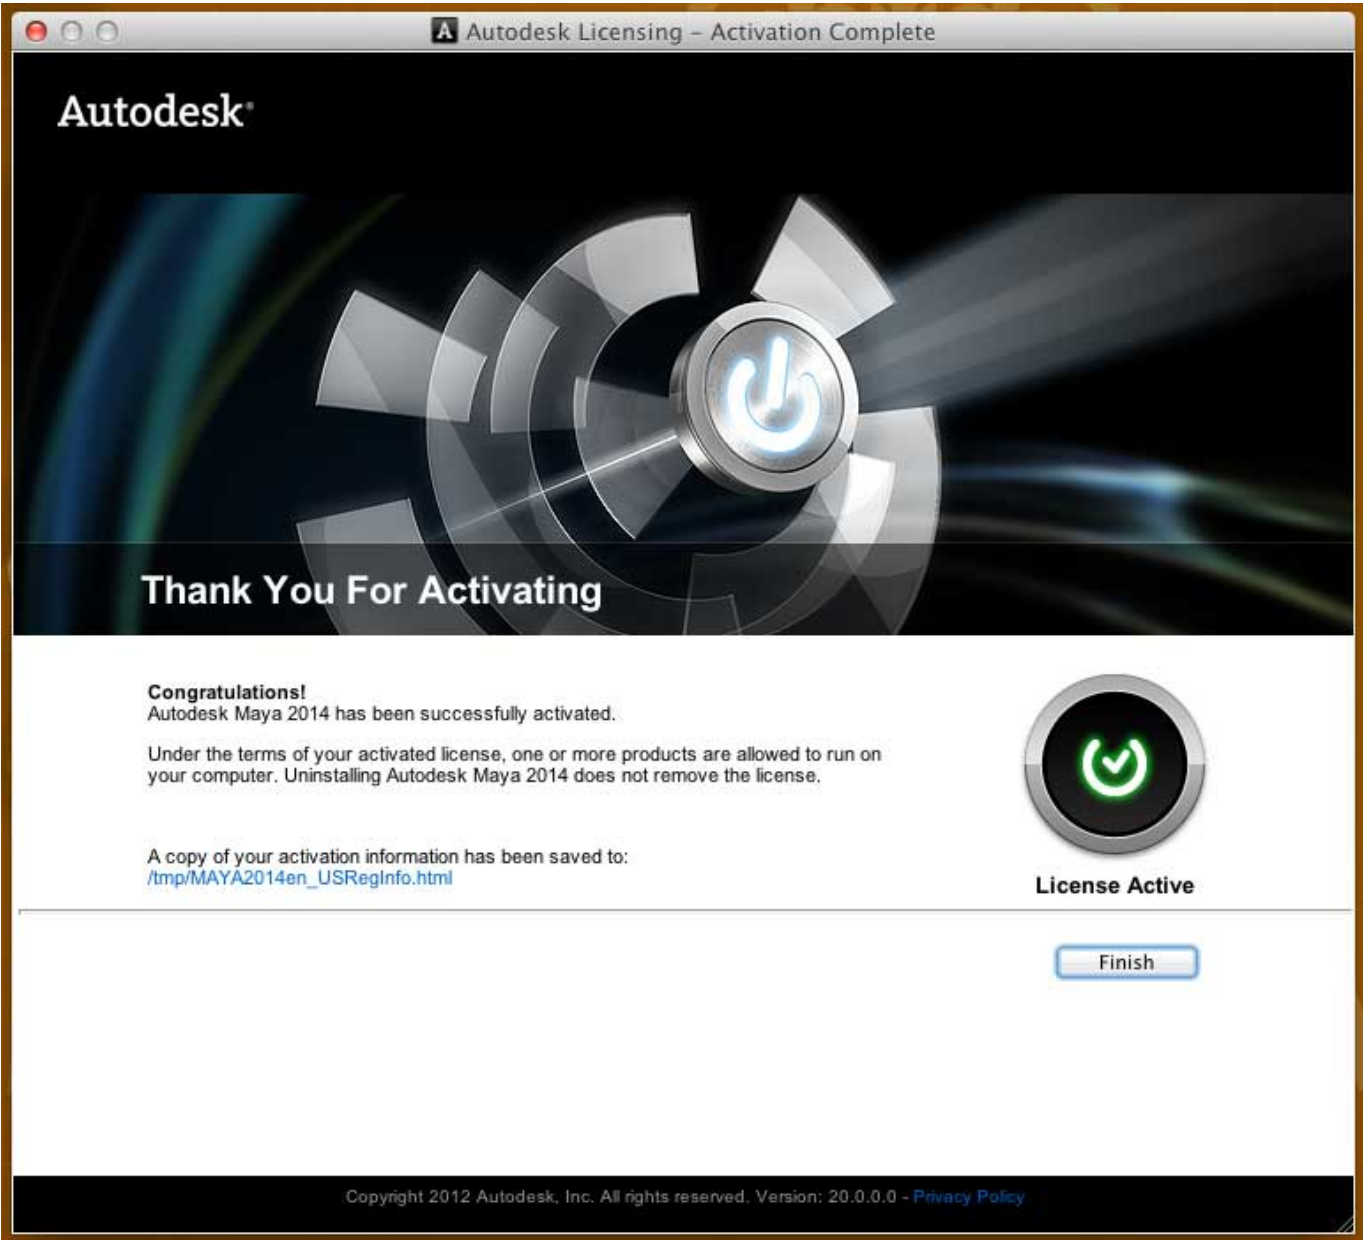 Autodesk Licensing – Activation Complete
Autodesk®
Thank You For Activating
Congratulations!
Autodesk Maya 2014 has been successfully activated.
Under the terms of your activated license, one or more products are allowed to run on
your computer. Uninstalling Autodesk Maya 2014 does not remove the license.
A copy of your activation information has been saved to:
/tmp/MAYA2014en_USRegInfo.html
License Active
Finish
Copyright 2012 Autodesk, Inc. All rights reserved. Version: 20.0.0.0 - Privacy Policy